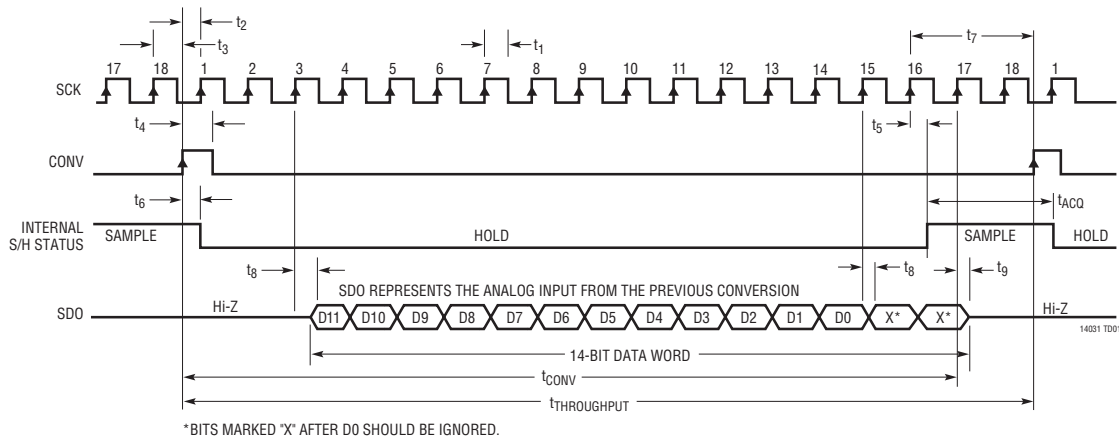 t2
t3
t1
t7
17 18 1 2 3 4 5 6 7 8 9 10 11 12 13 14 15 16 17 18 1
SCK
t4
t5
CONV
t6
tACQ
INTERNAL
S/H STATUS
SAMPLE HOLD SAMPLE HOLD
t8 t8 t9
SDO REPRESENTS THE ANALOG INPUT FROM THE PREVIOUS CONVERSION
SDO Hi-Z D11 D10 D9 D8 D7 D6 D5 D4 D3 D2 D1 D0 X* X* Hi-Z
14031 TD01
14-BIT DATA WORD
tCONV
tTHROUGHPUT
*BITS MARKED "X" AFTER D0 SHOULD BE IGNORED.